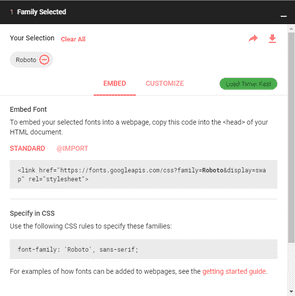 1 Family Selected
Your Selection Clear All
Roboto
EMBED CUSTOMIZE Load Time: Fast
Embed Font
To embed your selected fonts into a webpage, copy this code into the <head> of your
HTML document.
STANDARD @IMPORT
<link href="https://fonts.googleapis.com/css?family=Roboto&display=swa
p" rel="stylesheet">
Specify in CSS
Use the following CSS rules to specify these families:
font-family: 'Roboto', sans-serif;
For examples of how fonts can be added to webpages, see the getting started guide.